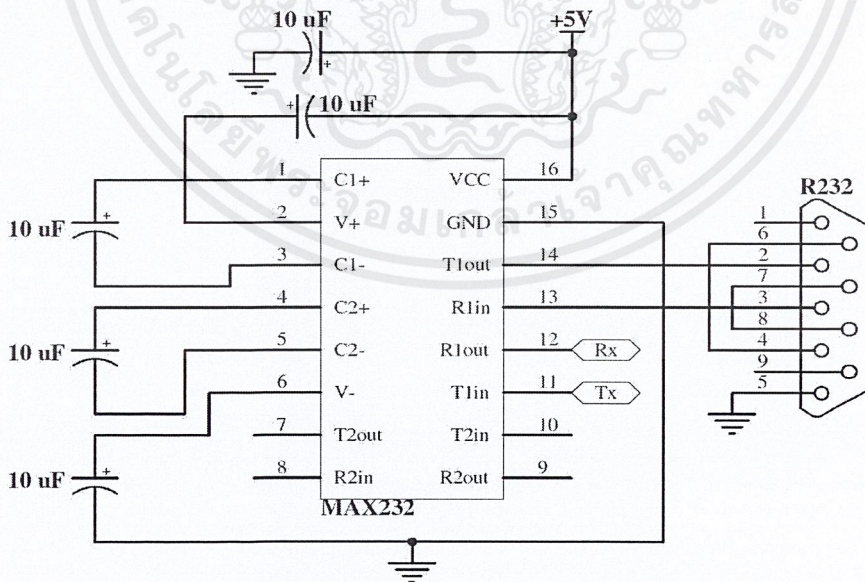 10 uF
+
+5V
+
10 uF
1
C1+
VCC
16
R232
10 uF
+
2
V+
GND
15
1
6
3
C1-
T1out
14
2
7
4
C2+
R1in
13
3
8
10 uF
+
5
C2-
R1out
12
Rx
4
9
6
V-
T1in
11
Tx
5
7
T2out
T2in
10
10 uF
+
8
R2in
R2out
9
MAX232